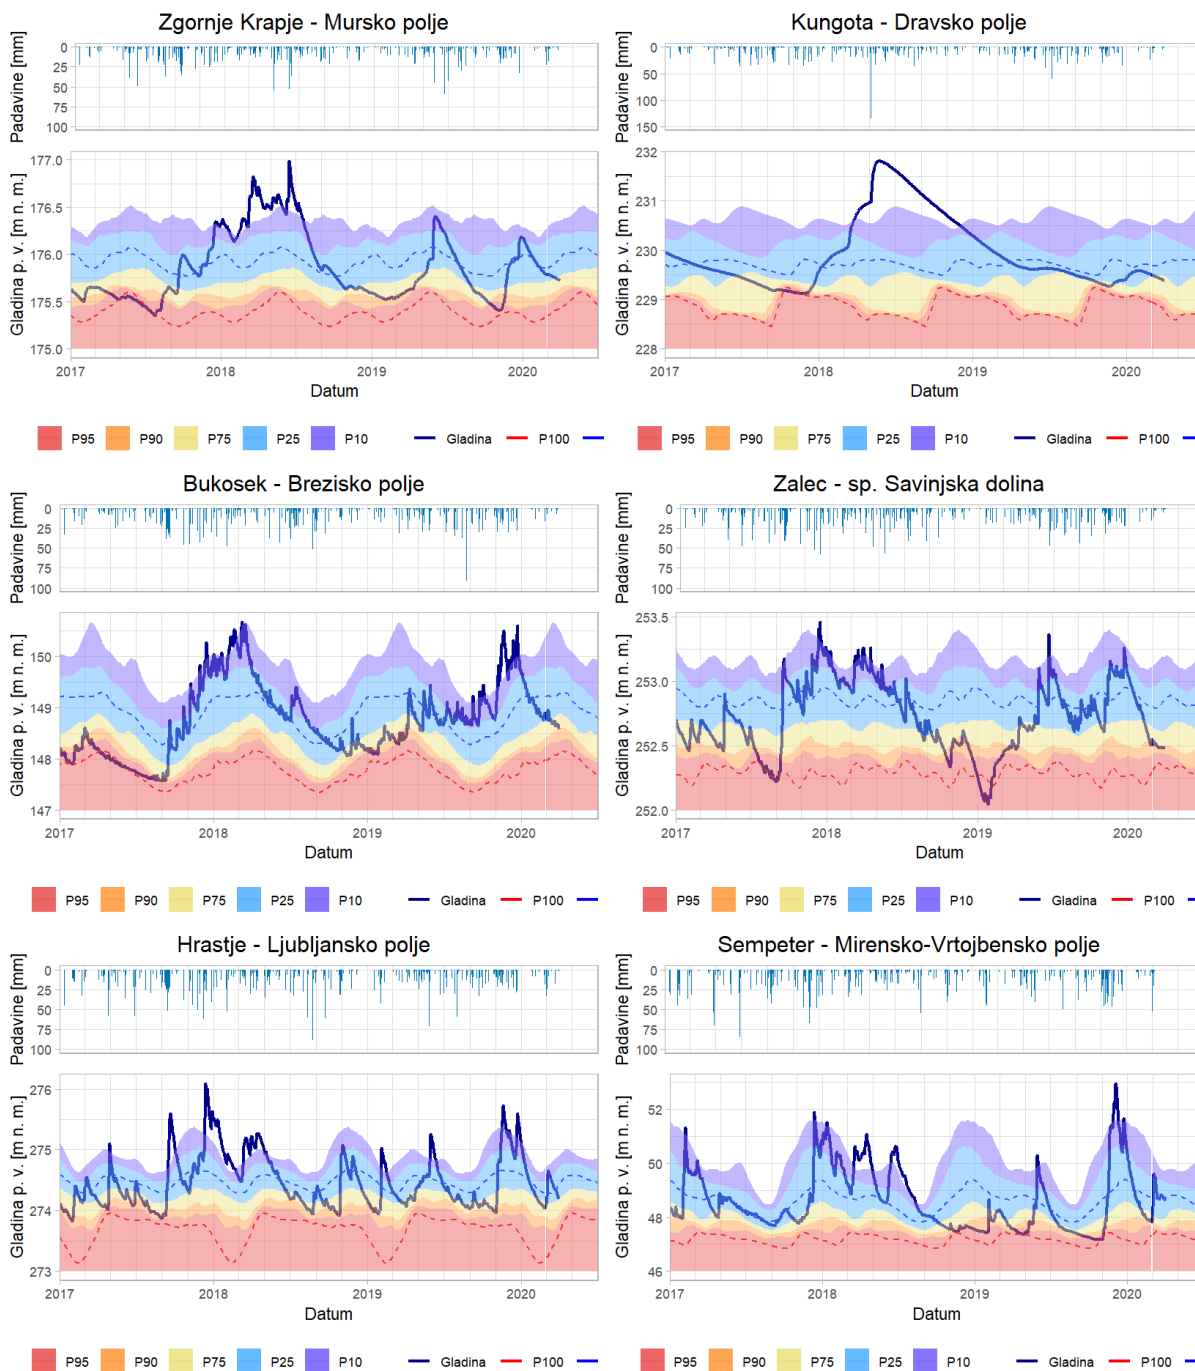 Zgornje Krapje - Mursko polje
Padavine [mm]
0
25
50
75
100
Gladina p. v. [m n. m.]
177.0
176.5
176.0
175.5
175.0
2017
2018
2019
2020
Datum
P95
P90
P75
P25
P10
Gladina
P100
Kungota - Dravsko polje
Padavine [mm]
0
50
100
150
Gladina p. v. [m n. m.]
232
231
230
229
228
2017
2018
2019
2020
Datum
P95
P90
P75
P25
P10
Gladina
P100
Bukosek - Brezisko polje
Padavine [mm]
0
25
50
75
100
Gladina p. v. [m n. m.]
150
149
148
147
2017
2018
2019
2020
Datum
P95
P90
P75
P25
P10
Gladina
P100
Zalec - sp. Savinjska dolina
Padavine [mm]
0
25
50
75
100
Gladina p. v. [m n. m.]
253.5
253.0
252.5
252.0
2017
2018
2019
2020
Datum
P95
P90
P75
P25
P10
Gladina
P100
Hrastje - Ljubljansko polje
Padavine [mm]
0
25
50
75
100
Gladina p. v. [m n. m.]
276
275
274
273
2017
2018
2019
2020
Datum
P95
P90
P75
P25
P10
Gladina
P100
Sempeter - Mirensko-Vrtojbensko polje
Padavine [mm]
0
25
50
75
100
Gladina p. v. [m n. m.]
52
50
48
46
2017
2018
2019
2020
Datum
P95
P90
P75
P25
P10
Gladina
P100